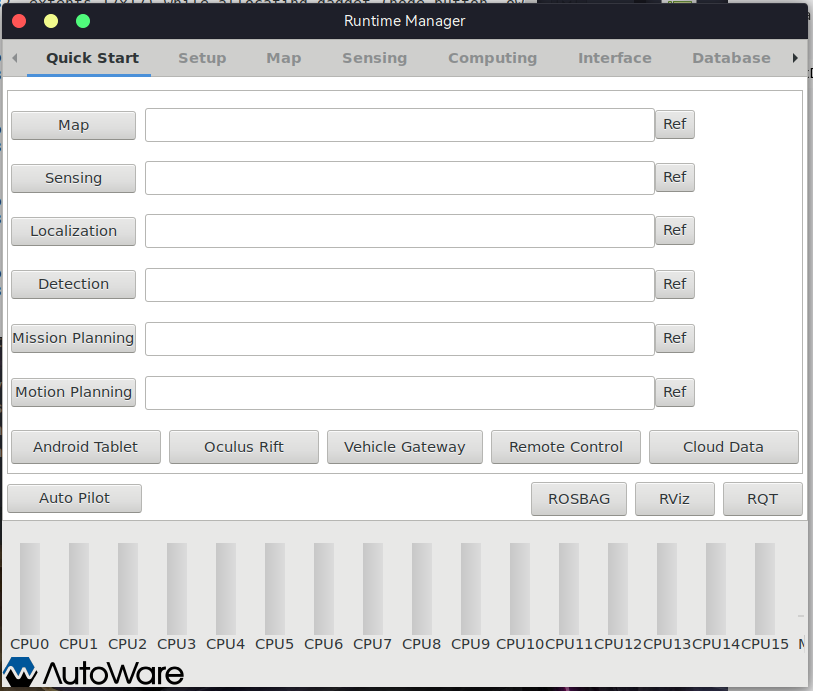 Runtime Manager
Quick Start Setup Map Sensing Computing Interface Database
Map Ref
Sensing Ref
Localization Ref
Detection Ref
Mission Planning Ref
Motion Planning Ref
Android Tablet Oculus Rift Vehicle Gateway Remote Control Cloud Data
Auto Pilot ROSBAG RViz RQT
CPU0 CPU1 CPU2 CPU3 CPU4 CPU5 CPU6 CPU7 CPU8 CPU9 CPU10 CPU11 CPU12 CPU13 CPU14 CPU15
AutoWare